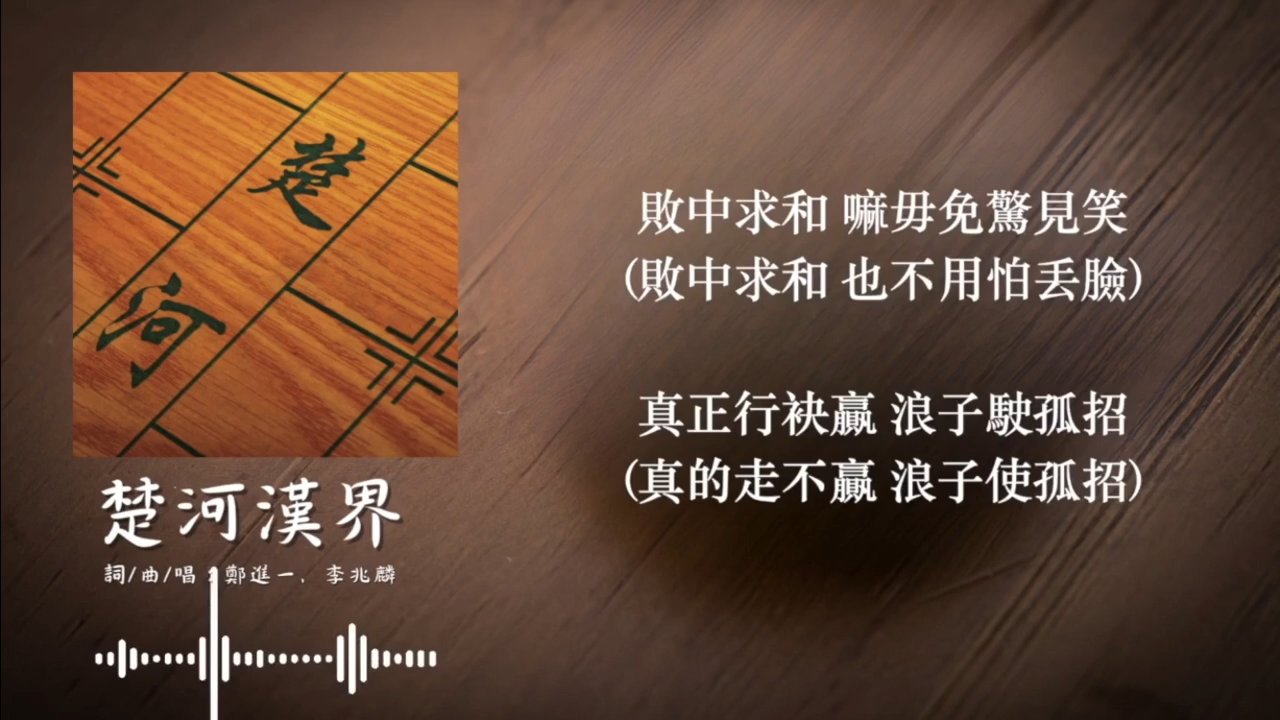 楚
河
楚河漢界
詞/曲/唱:鄭進一、李兆麟
敗中求和 嘛毋免驚見笑
(敗中求和 也不用怕丟臉)
真正行袂贏 浪子駛孤招
(真的走不贏 浪子使孤招)